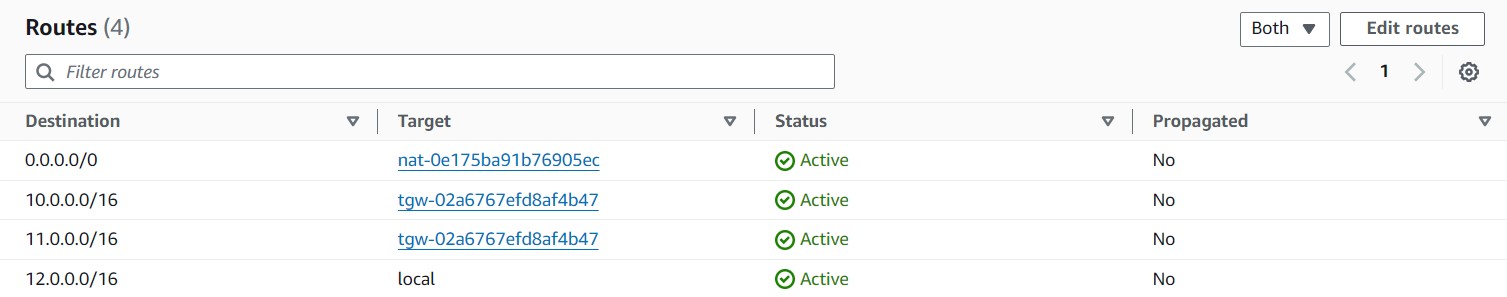 Routes (4)
Both Edit routes
Filter routes
1
Destination Target Status Propagated
0.0.0.0/0 nat-0e175ba91b76905ec Active No
10.0.0.0/16 tgw-02a6767efd8af4b47 Active No
11.0.0.0/16 tgw-02a6767efd8af4b47 Active No
12.0.0.0/16 local Active No